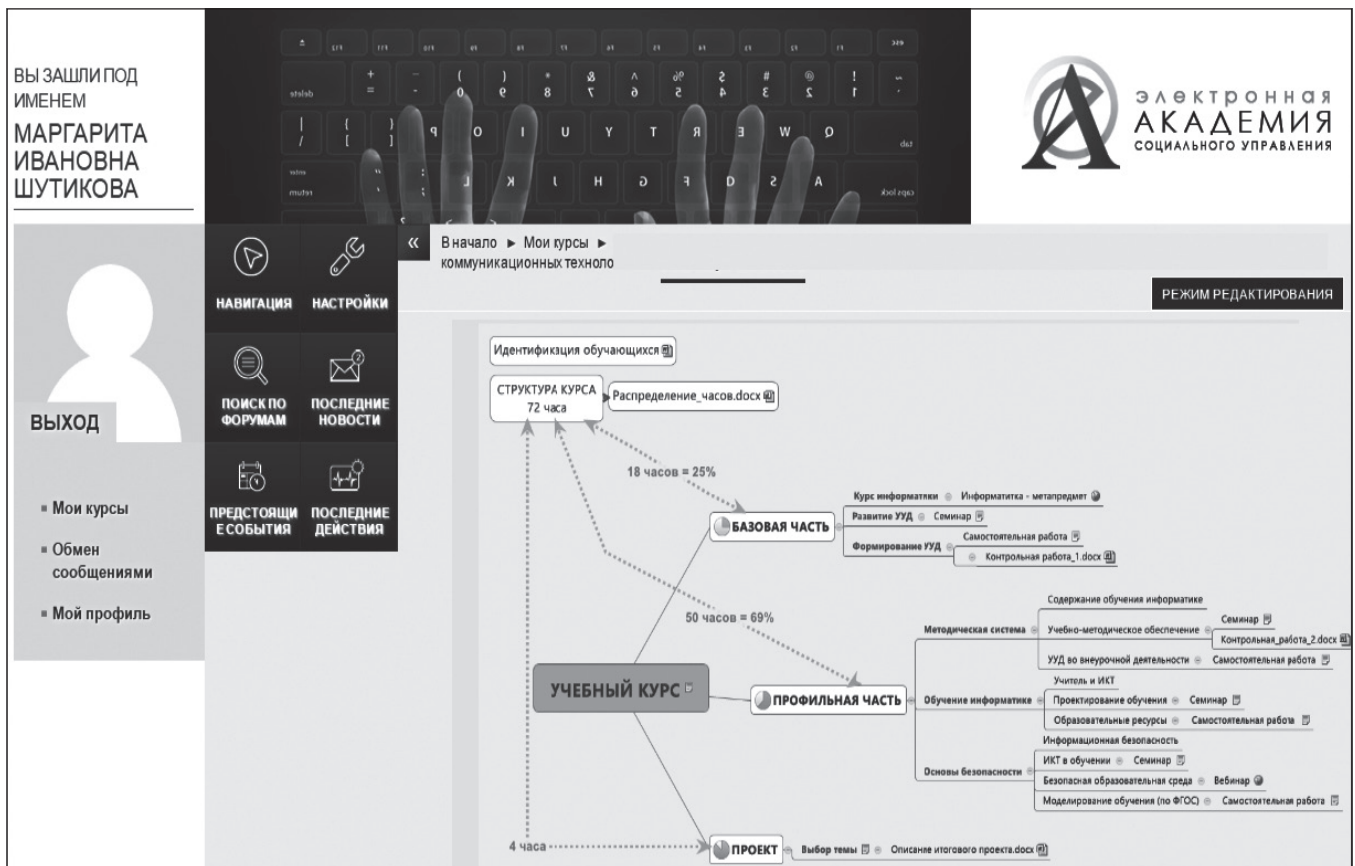 ВЫ ЗАШЛИ ПОД
ИМЕНЕМ
МАРГАРИТА
ИВАНОВНА
ШУТИКОВА
ЭЛЕКТРОННАЯ
АКАДЕМИЯ
СОЦИАЛЬНОГО УПРАВЛЕНИЯ
ВЫХОД
Мои курсы
Обмен
сообщениями
Мой профиль
НАВИГАЦИЯ
НАСТРОЙКИ
ПОИСК ПО
ФОРУМАМ
ПОСЛЕДНИЕ
НОВОСТИ
ПРЕДСТОЯЩИ
Е СОБЫТИЯ
ПОСЛЕДНИЕ
ДЕЙСТВИЯ
« В начало ► Мои курсы ►
коммуникационных техноло
РЕЖИМ РЕДАКТИРОВАНИЯ
Идентификция обучающихся
СТРУКТУРА КУРСА
72 часа
Распределение_часов.docx
18 часов = 25%
БАЗОВАЯ ЧАСТЬ
Курс информатики Информатитка - метапредмет
Развитие УУД Семинар
Формирование УУД
Самостоятельная работа
Контрольная работа_1.docx
50 часов = 69%
УЧЕБНЫЙ КУРС
ПРОФИЛЬНАЯ ЧАСТЬ
Методическая система
Содержание обучения информатике
Учебно-методическое обеспечение
Семинар
Контрольная_работа_2.docx
УУД во внеурочной деятельности Самостоятельная работа
Обучение информатике
Учитель и ИКТ
Проектирование обучения Семинар
Образовательные ресурсы Самостоятельная работа
Основы безопасности
Информационная безопасность
ИКТ в обучении Семинар
Безопасная образовательная среда Вебинар
Моделирование обучения (по ФГОС) Самостоятельная работа
4 часа
ПРОЕКТ Выбор темы Описание итогового проекта.docx